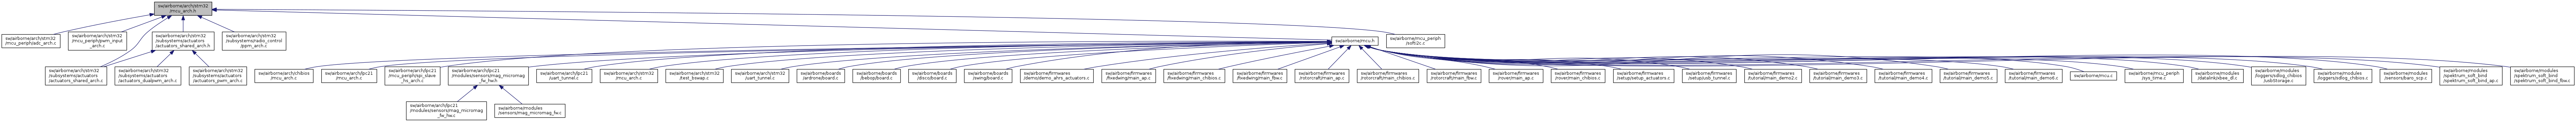 sw/airborne/arch/stm32
/mcu_arch.h
sw/airborne/arch/stm32
/mcu_periph/adc_arch.c
sw/airborne/arch/stm32
/mcu_periph/pwm_input
_arch.c
sw/airborne/arch/stm32
/subsystems/actuators
/actuators_shared_arch.h
sw/airborne/arch/stm32
/subsystems/radio_control
/ppm_arch.c
sw/airborne/mcu.h
sw/airborne/mcu_periph
/softi2c.c
sw/airborne/arch/stm32
/subsystems/actuators
/actuators_shared_arch.c
sw/airborne/arch/stm32
/subsystems/actuators
/actuators_dualpwm_arch.c
sw/airborne/arch/stm32
/subsystems/actuators
/actuators_pwm_arch.c
sw/airborne/arch/chibios
/mcu_arch.c
sw/airborne/arch/lpc21
/mcu_arch.c
sw/airborne/arch/lpc21
/mcu_periph/spi_slave
_hs_arch.c
sw/airborne/arch/lpc21
/modules/sensors/mag_micromag
_fw_hw.h
sw/airborne/arch/lpc21
/uart_tunnel.c
sw/airborne/arch/stm32
/mcu_arch.c
sw/airborne/arch/stm32
/test_bswap.c
sw/airborne/arch/stm32
/uart_tunnel.c
sw/airborne/boards
/ardrone/board.c
sw/airborne/boards
/bebop/board.c
sw/airborne/boards
/disco/board.c
sw/airborne/boards
/swing/board.c
sw/airborne/firmwares
/demo/demo_ahrs_actuators.c
sw/airborne/firmwares
/fixedwing/main_ap.c
sw/airborne/firmwares
/fixedwing/main_chibios.c
sw/airborne/firmwares
/fixedwing/main_fbw.c
sw/airborne/firmwares
/rotorcraft/main_ap.c
sw/airborne/firmwares
/rotorcraft/main_chibios.c
sw/airborne/firmwares
/rotorcraft/main_fbw.c
sw/airborne/firmwares
/rover/main_ap.c
sw/airborne/firmwares
/rover/main_chibios.c
sw/airborne/firmwares
/setup/setup_actuators.c
sw/airborne/firmwares
/setup/usb_tunnel.c
sw/airborne/firmwares
/tutorial/main_demo2.c
sw/airborne/firmwares
/tutorial/main_demo3.c
sw/airborne/firmwares
/tutorial/main_demo4.c
sw/airborne/firmwares
/tutorial/main_demo5.c
sw/airborne/firmwares
/tutorial/main_demo6.c
sw/airborne/mcu.c
sw/airborne/mcu_periph
/sys_time.c
sw/airborne/modules
/datalink/xbee_dl.c
sw/airborne/modules
/loggers/sdlog_chibios
/usbStorage.c
sw/airborne/modules
/loggers/sdlog_chibios.c
sw/airborne/modules
/sensors/baro_scp.c
sw/airborne/modules
/spektrum_soft_bind
/spektrum_soft_bind_ap.c
sw/airborne/modules
/spektrum_soft_bind
/spektrum_soft_bind_fbw.c
sw/airborne/arch/lpc21
/modules/sensors/mag_micromag
_fw_hw.c
sw/airborne/modules
/sensors/mag_micromag_fw.c